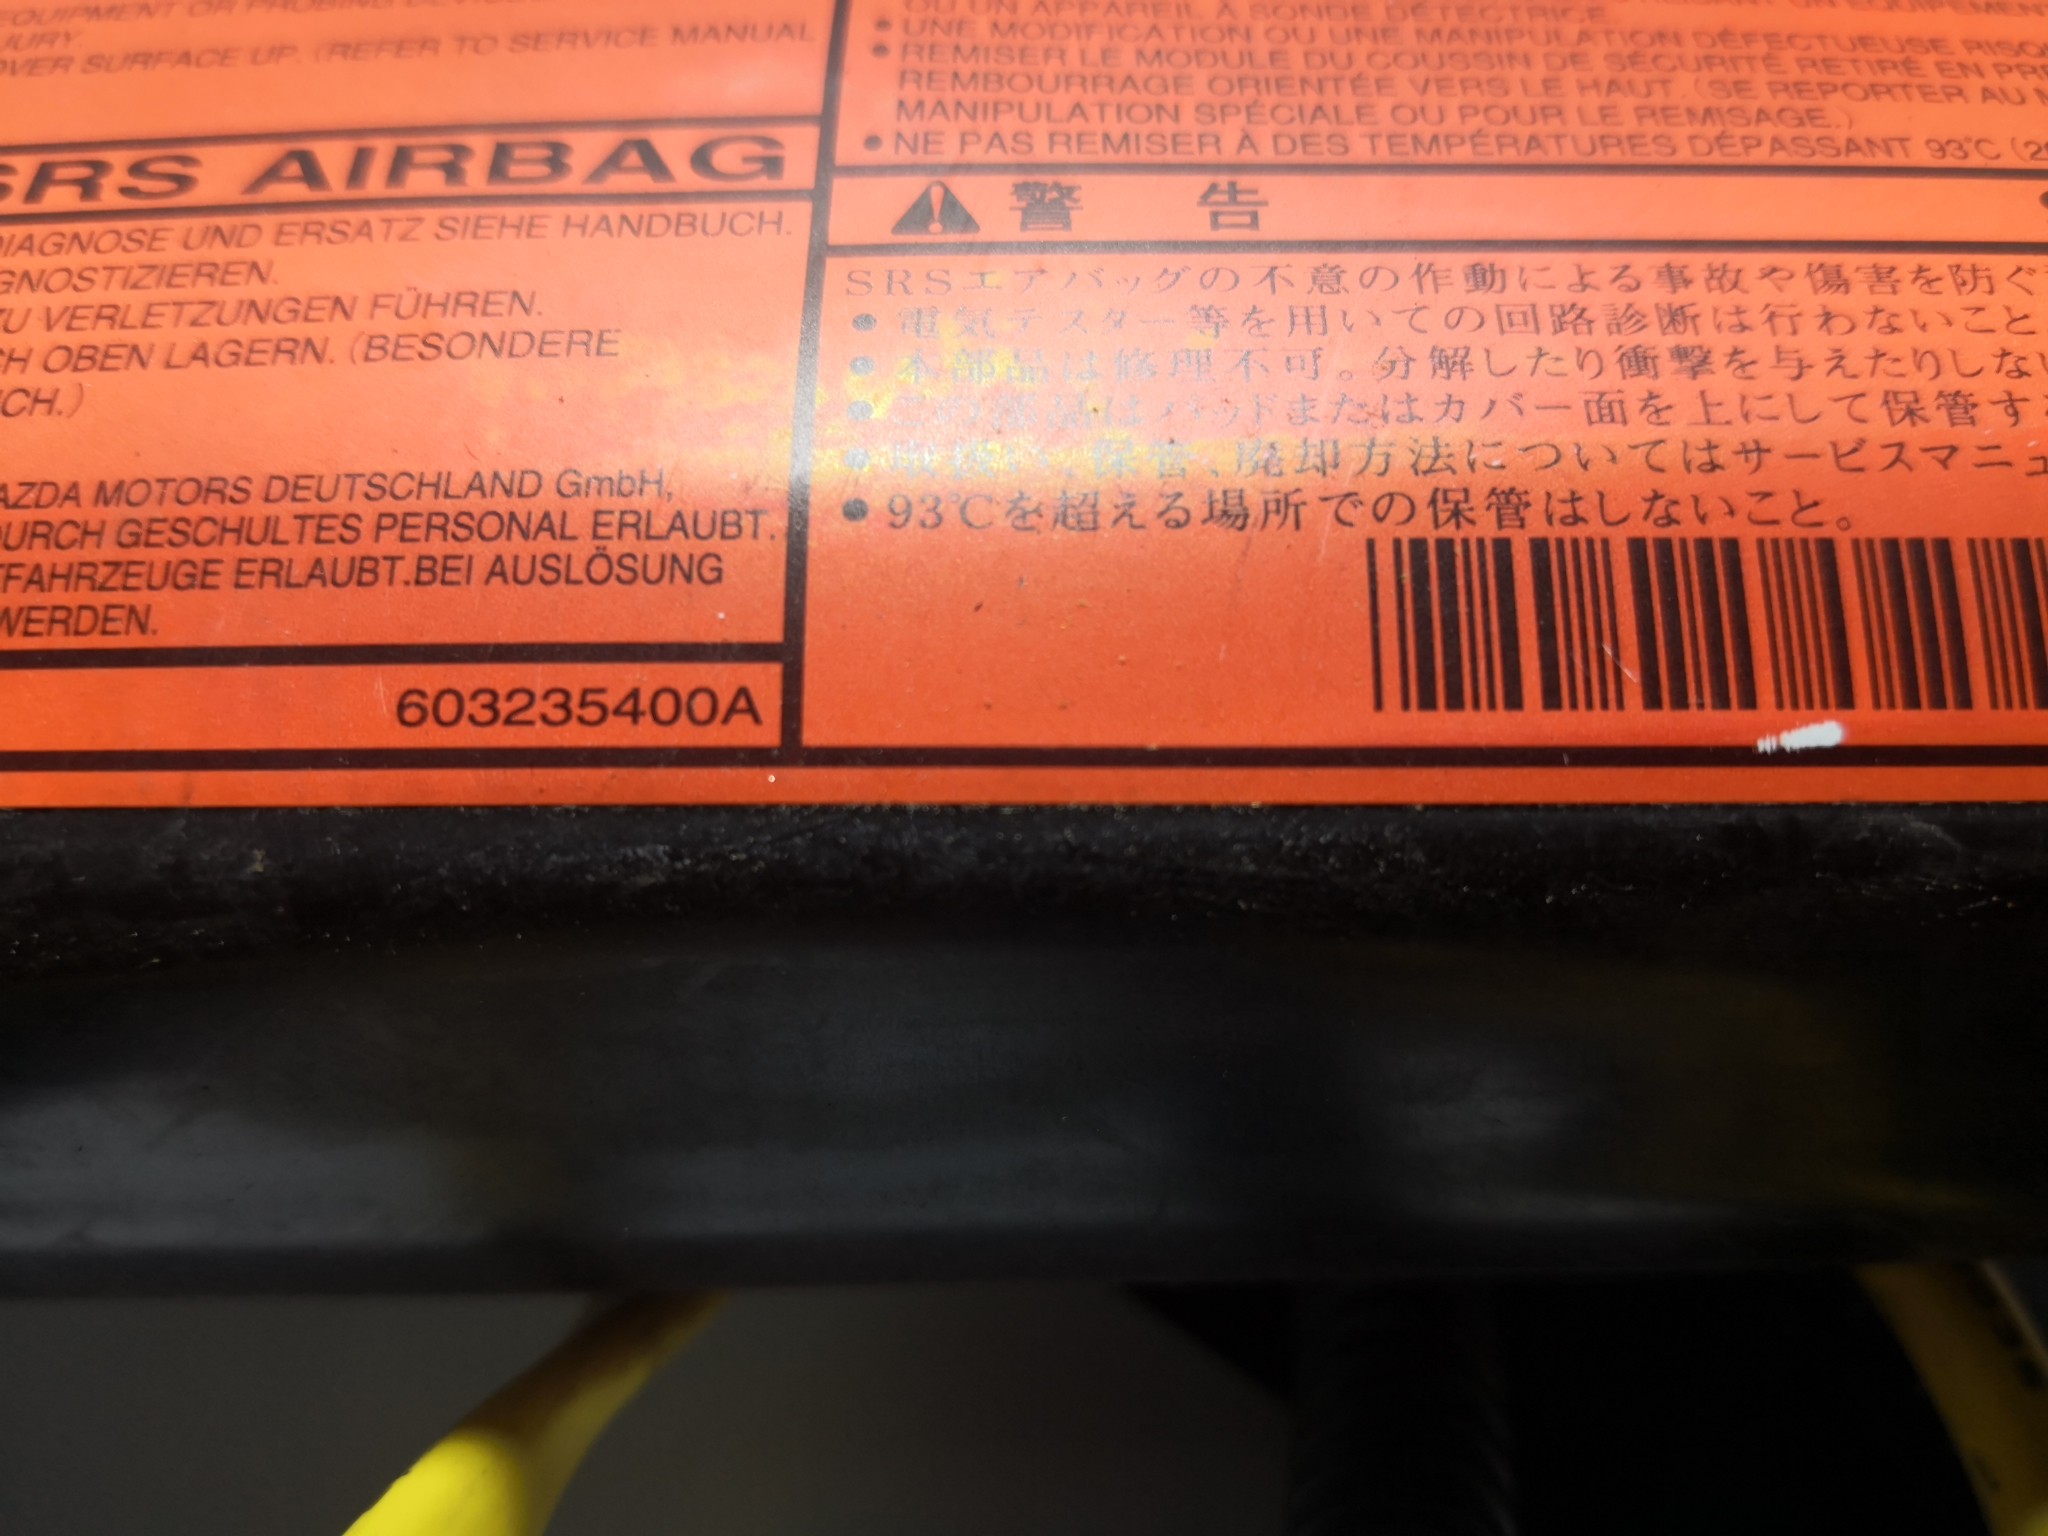 EQUIPMENT OR PROBING
JURY.
OVER SURFACE UP. (REFER TO SERVICE MANUAL
SRS AIRBAG
DIAGNOSE UND ERSATZ SIEHE HANDBUCH.
GNOSTIZIEREN.
ZU VERLETZUNGEN FÜHREN.
CH OBEN LAGERN. (BESONDERE
CH.)
AZDA MOTORS DEUTSCHLAND GmbH,
DURCH GESCHULTES PERSONAL ERLAUBT.
TFAHRZEUGE ERLAUBT.BEI AUSLÖSUNG
WERDEN.
603235400A
OU UN APPAREIL À SONDE DÉTECTRICE.
• UNE MODIFICATION OU UNE MANIPULATION DÉFECTUEUSE RISQ
• REMISER LE MODULE DU COUSSIN DE SÉCURITÉ RETIRÉ EN PR
REMBOURRAGE ORIENTÉE VERS LE HAUT. (SE REPORTER AU
MANIPULATION SPÉCIALE OU POUR LE REMISAGE.)
• NE PAS REMISER À DES TEMPÉRATURES DÉPASSANT 93°C (2
警 告
SRSエアバッグの不意の作動による事故や傷害を防ぐ
• 電気テスター等を用いての回路診断は行わないこと
• 本部品は修理不可。分解したり衝撃を与えたりしない
• この部品はパッドまたはカバー面を上にして保管す
• 取扱い、保管、廃却方法についてはサービスマニュ
• 93℃を超える場所での保管はしないこと。